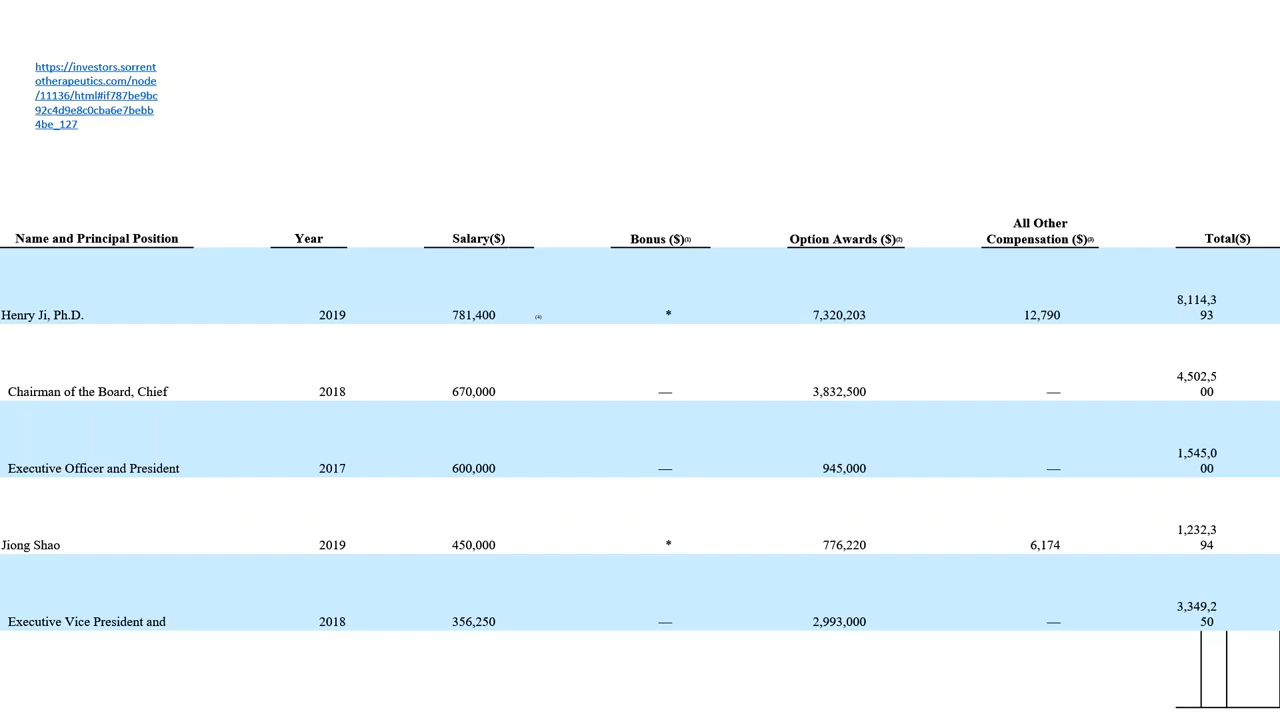 https://investors.sorrent
otherapeutics.com/node
/11136/html#if787be9bc
92c4d9e8c0cba6e7bebb
4be_127
All Other
Name and Principal Position Year Salary($) Bonus ($)(1) Option Awards ($)(2) Compensation ($)(3) Total($)
8,114,3
Henry Ji, Ph.D. 2019 781,400 (4) * 7,320,203 12,790 93
4,502,5
Chairman of the Board, Chief 2018 670,000 — 3,832,500 — 00
1,545,0
Executive Officer and President 2017 600,000 — 945,000 — 00
1,232,3
Jiong Shao 2019 450,000 * 776,220 6,174 94
3,349,2
Executive Vice President and 2018 356,250 — 2,993,000 — 50